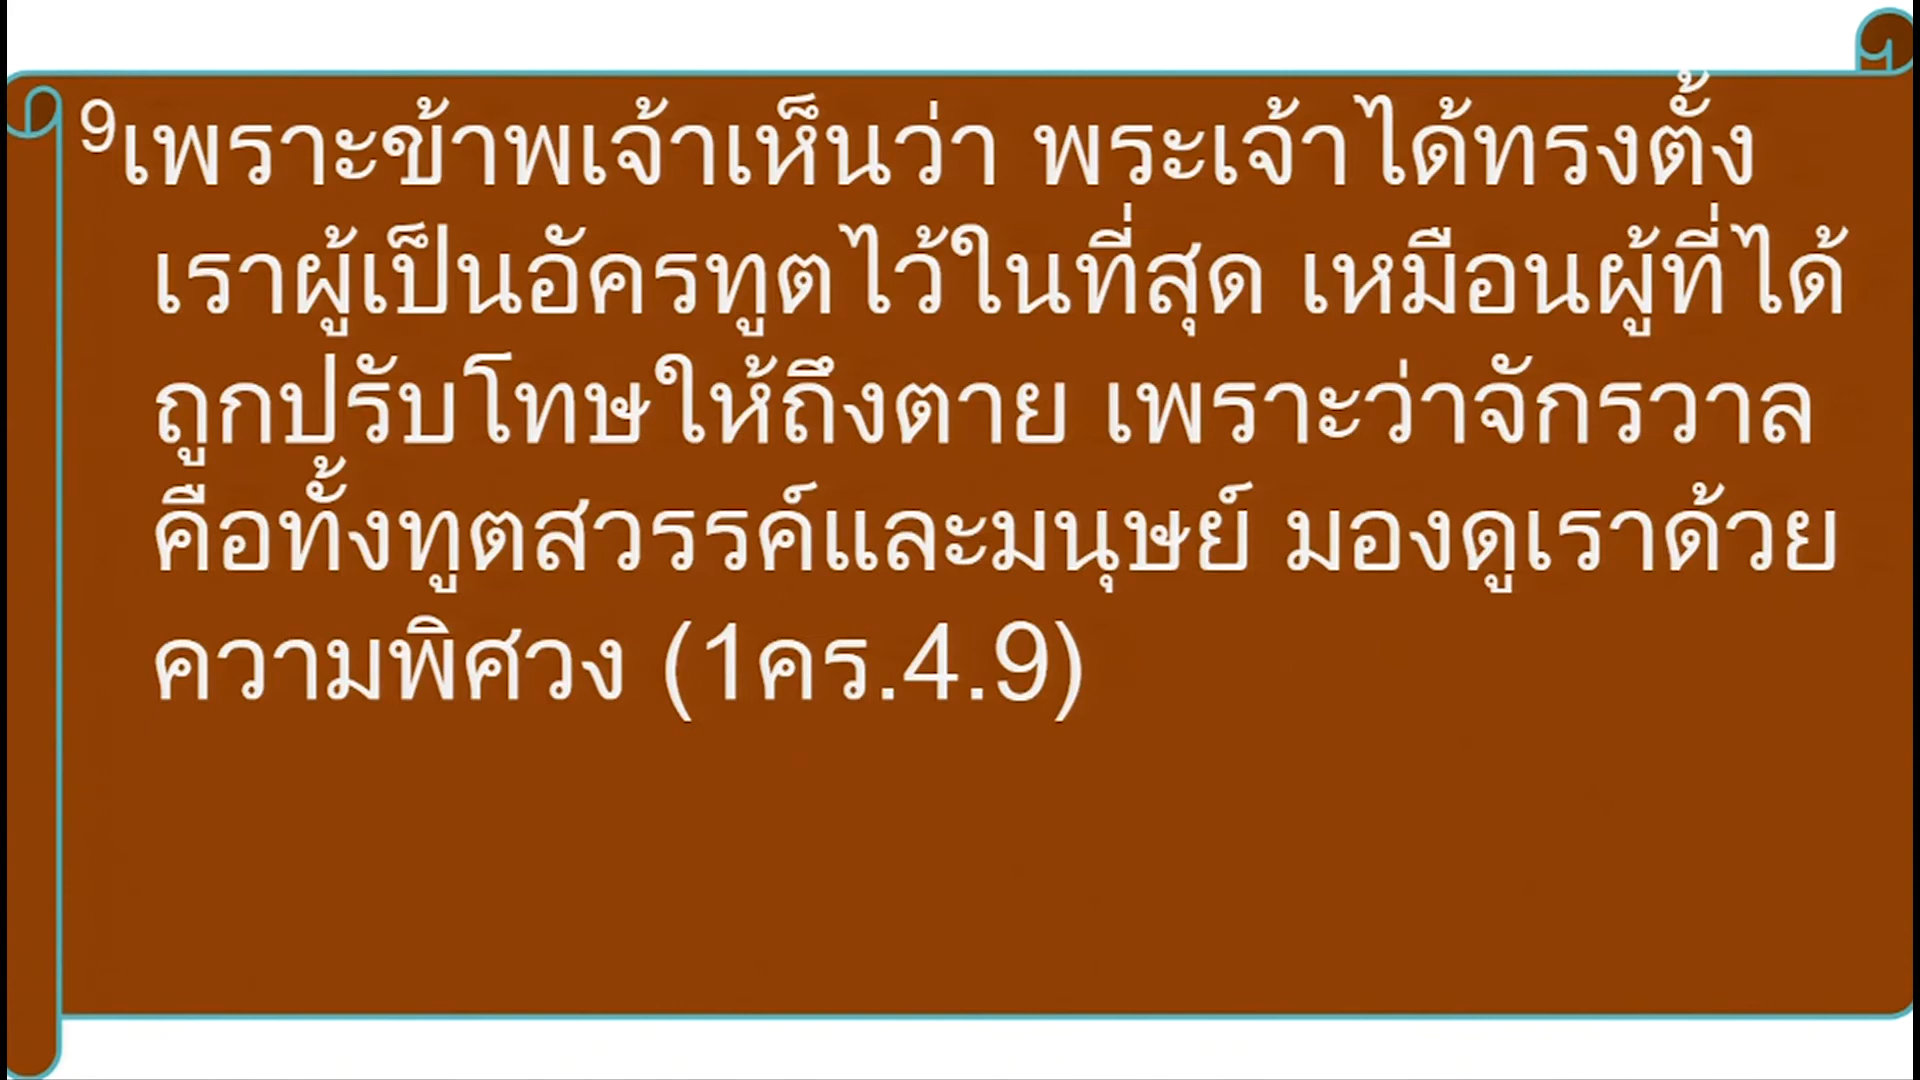 9เพราะข้าพเจ้าเห็นว่า พระเจ้าได้ทรงตั้ง
เราผู้เป็นอัครทูตไว้ในที่สุด เหมือนผู้ที่ได้
ถูกปรับโทษให้ถึงตาย เพราะว่าจักรวาล
คือทั้งทูตสวรรค์และมนุษย์ มองดูเราด้วย
ความพิศวง (1คร.4.9)